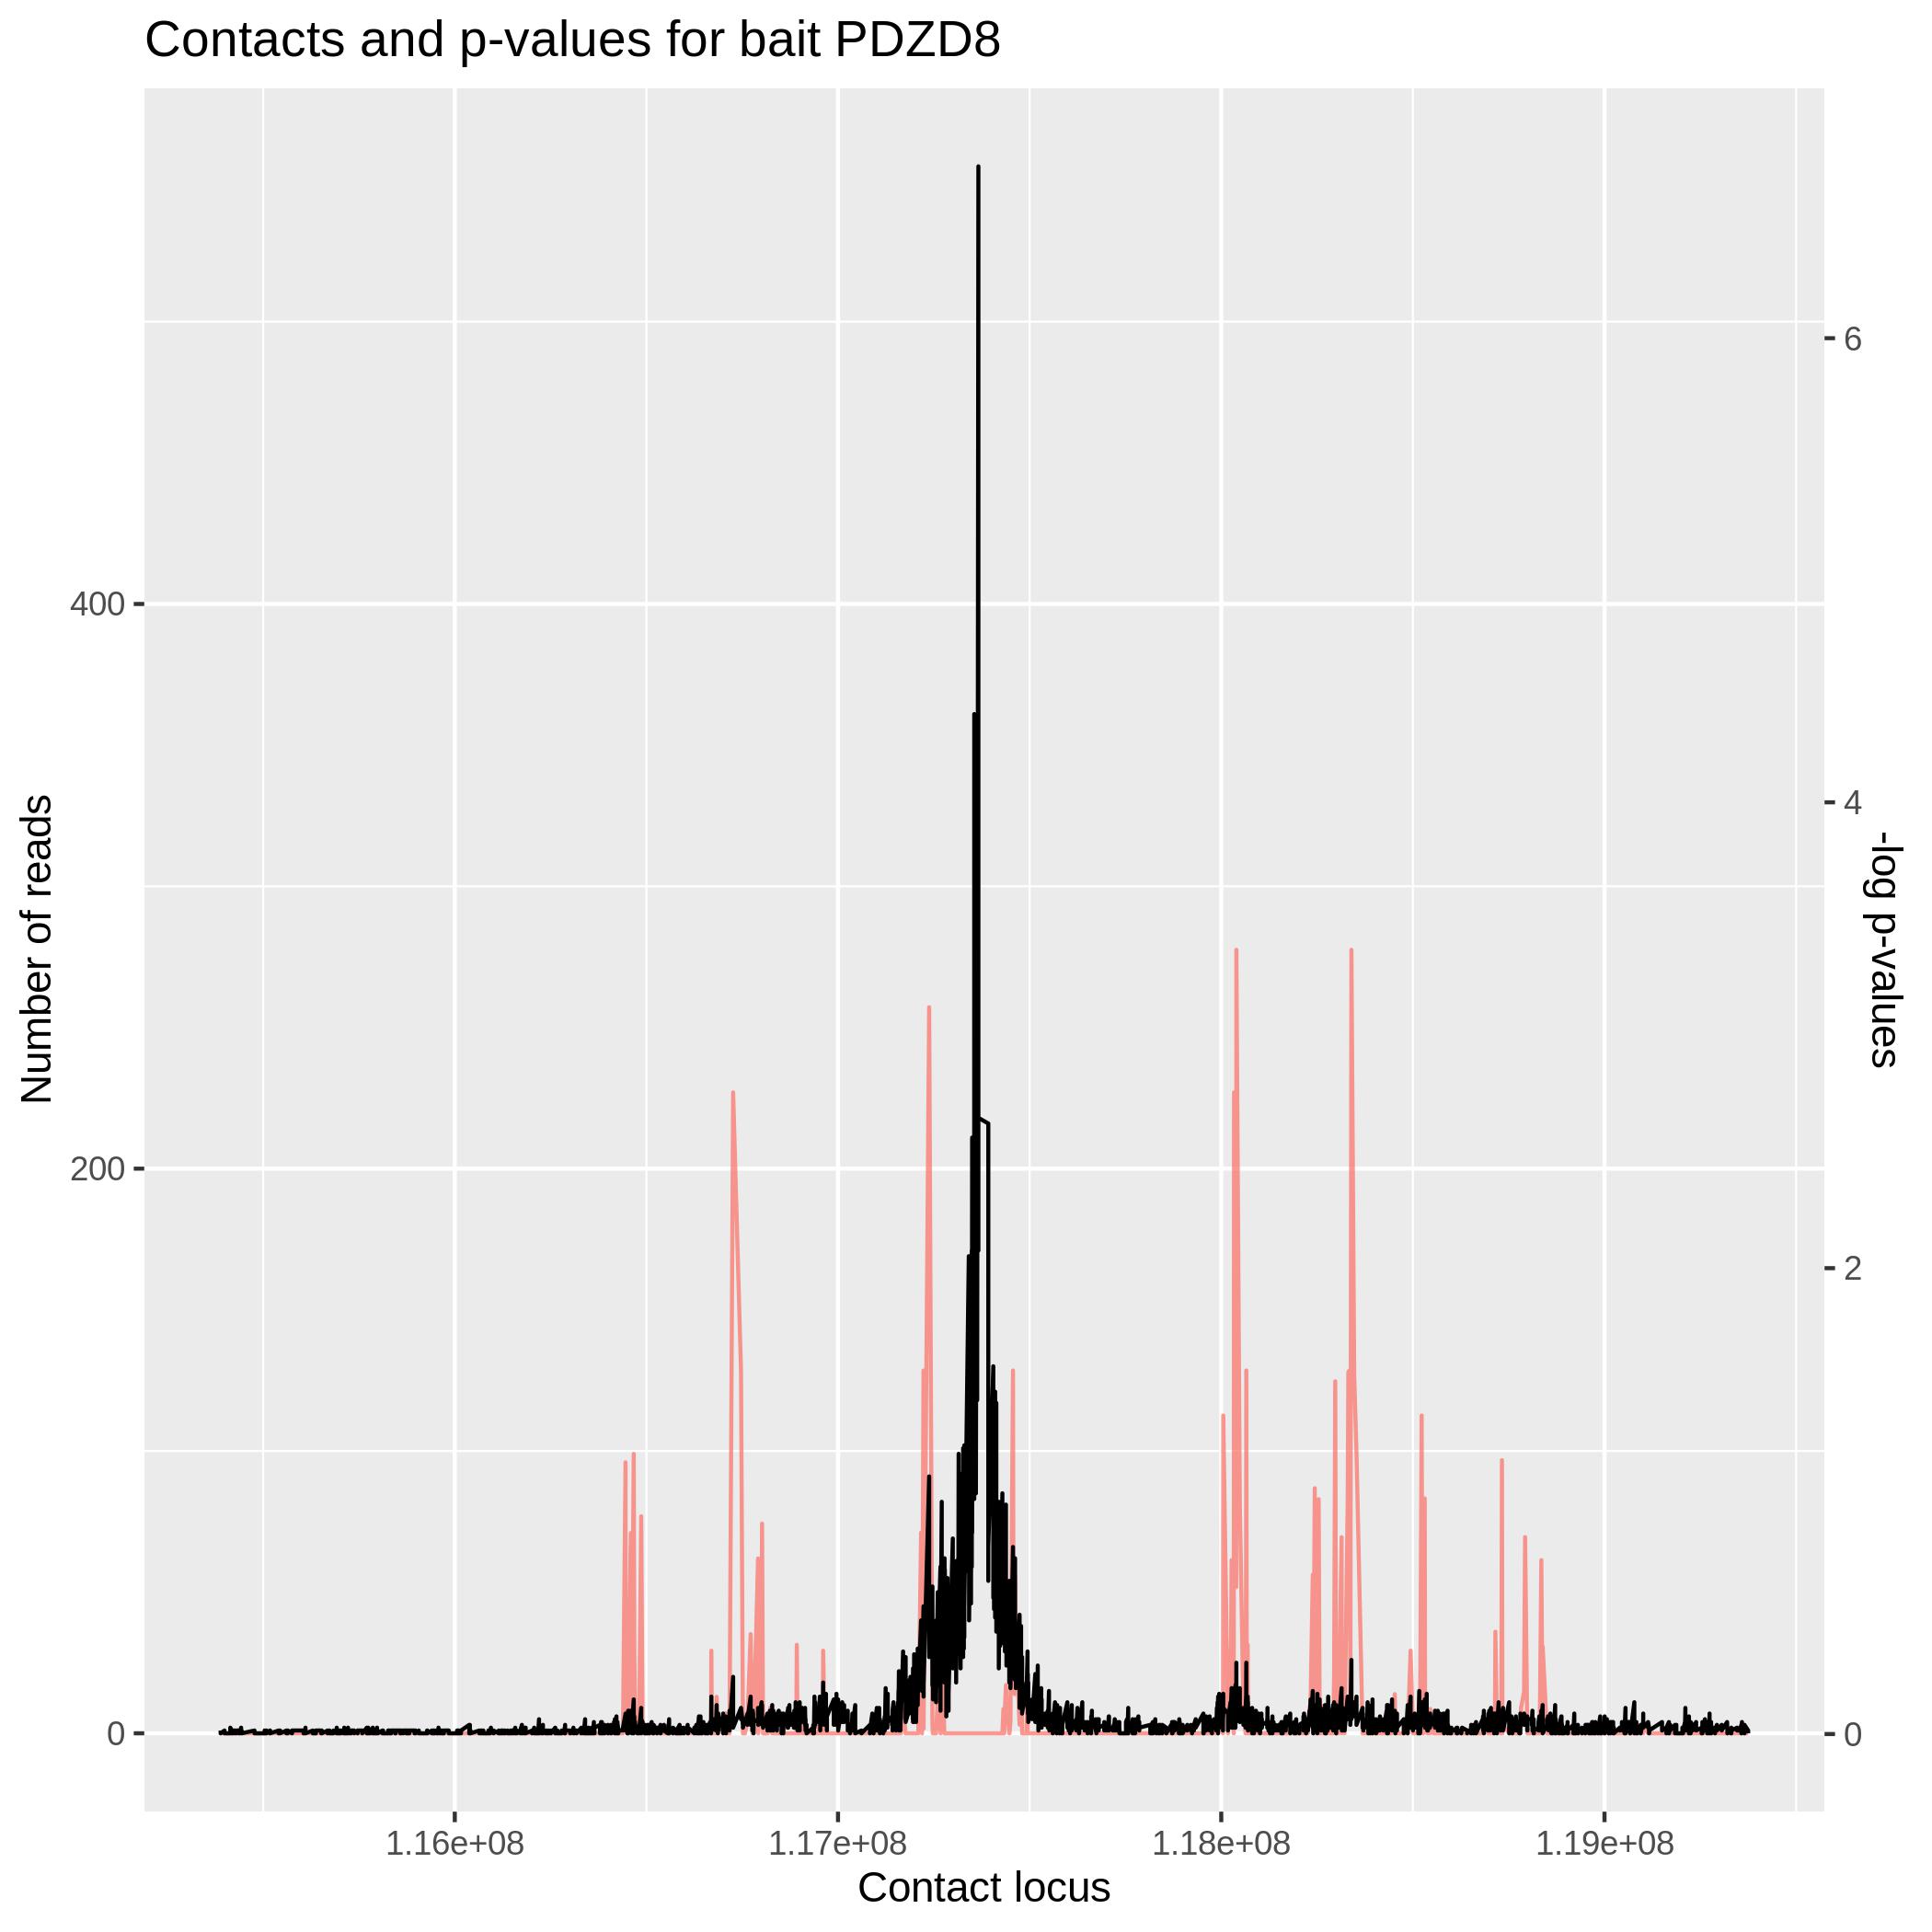 Contacts and p-values for bait PDZD8
Number of reads
400
200
0
6
4
2
0
-log p-values
1.16e+08
1.17e+08
1.18e+08
1.19e+08
Contact locus